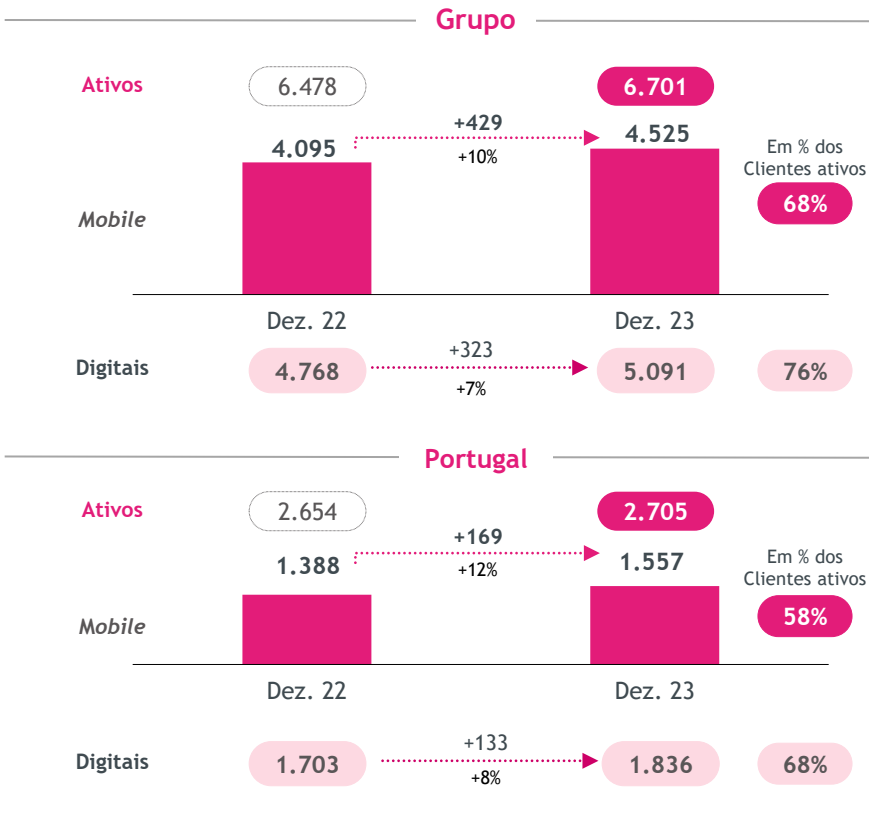 Grupo
Ativos
6.478
6.701
+429
4.095
4.525
+10%
Em % dos
Clientes ativos
68%
Mobile
Dez. 22
Dez. 23
Digitais
4.768
+323
+7%
5.091
76%
Portugal
Ativos
2.654
2.705
+169
1.388
1.557
+12%
Em % dos
Clientes ativos
58%
Mobile
Dez. 22
Dez. 23
Digitais
1.703
+133
+8%
1.836
68%